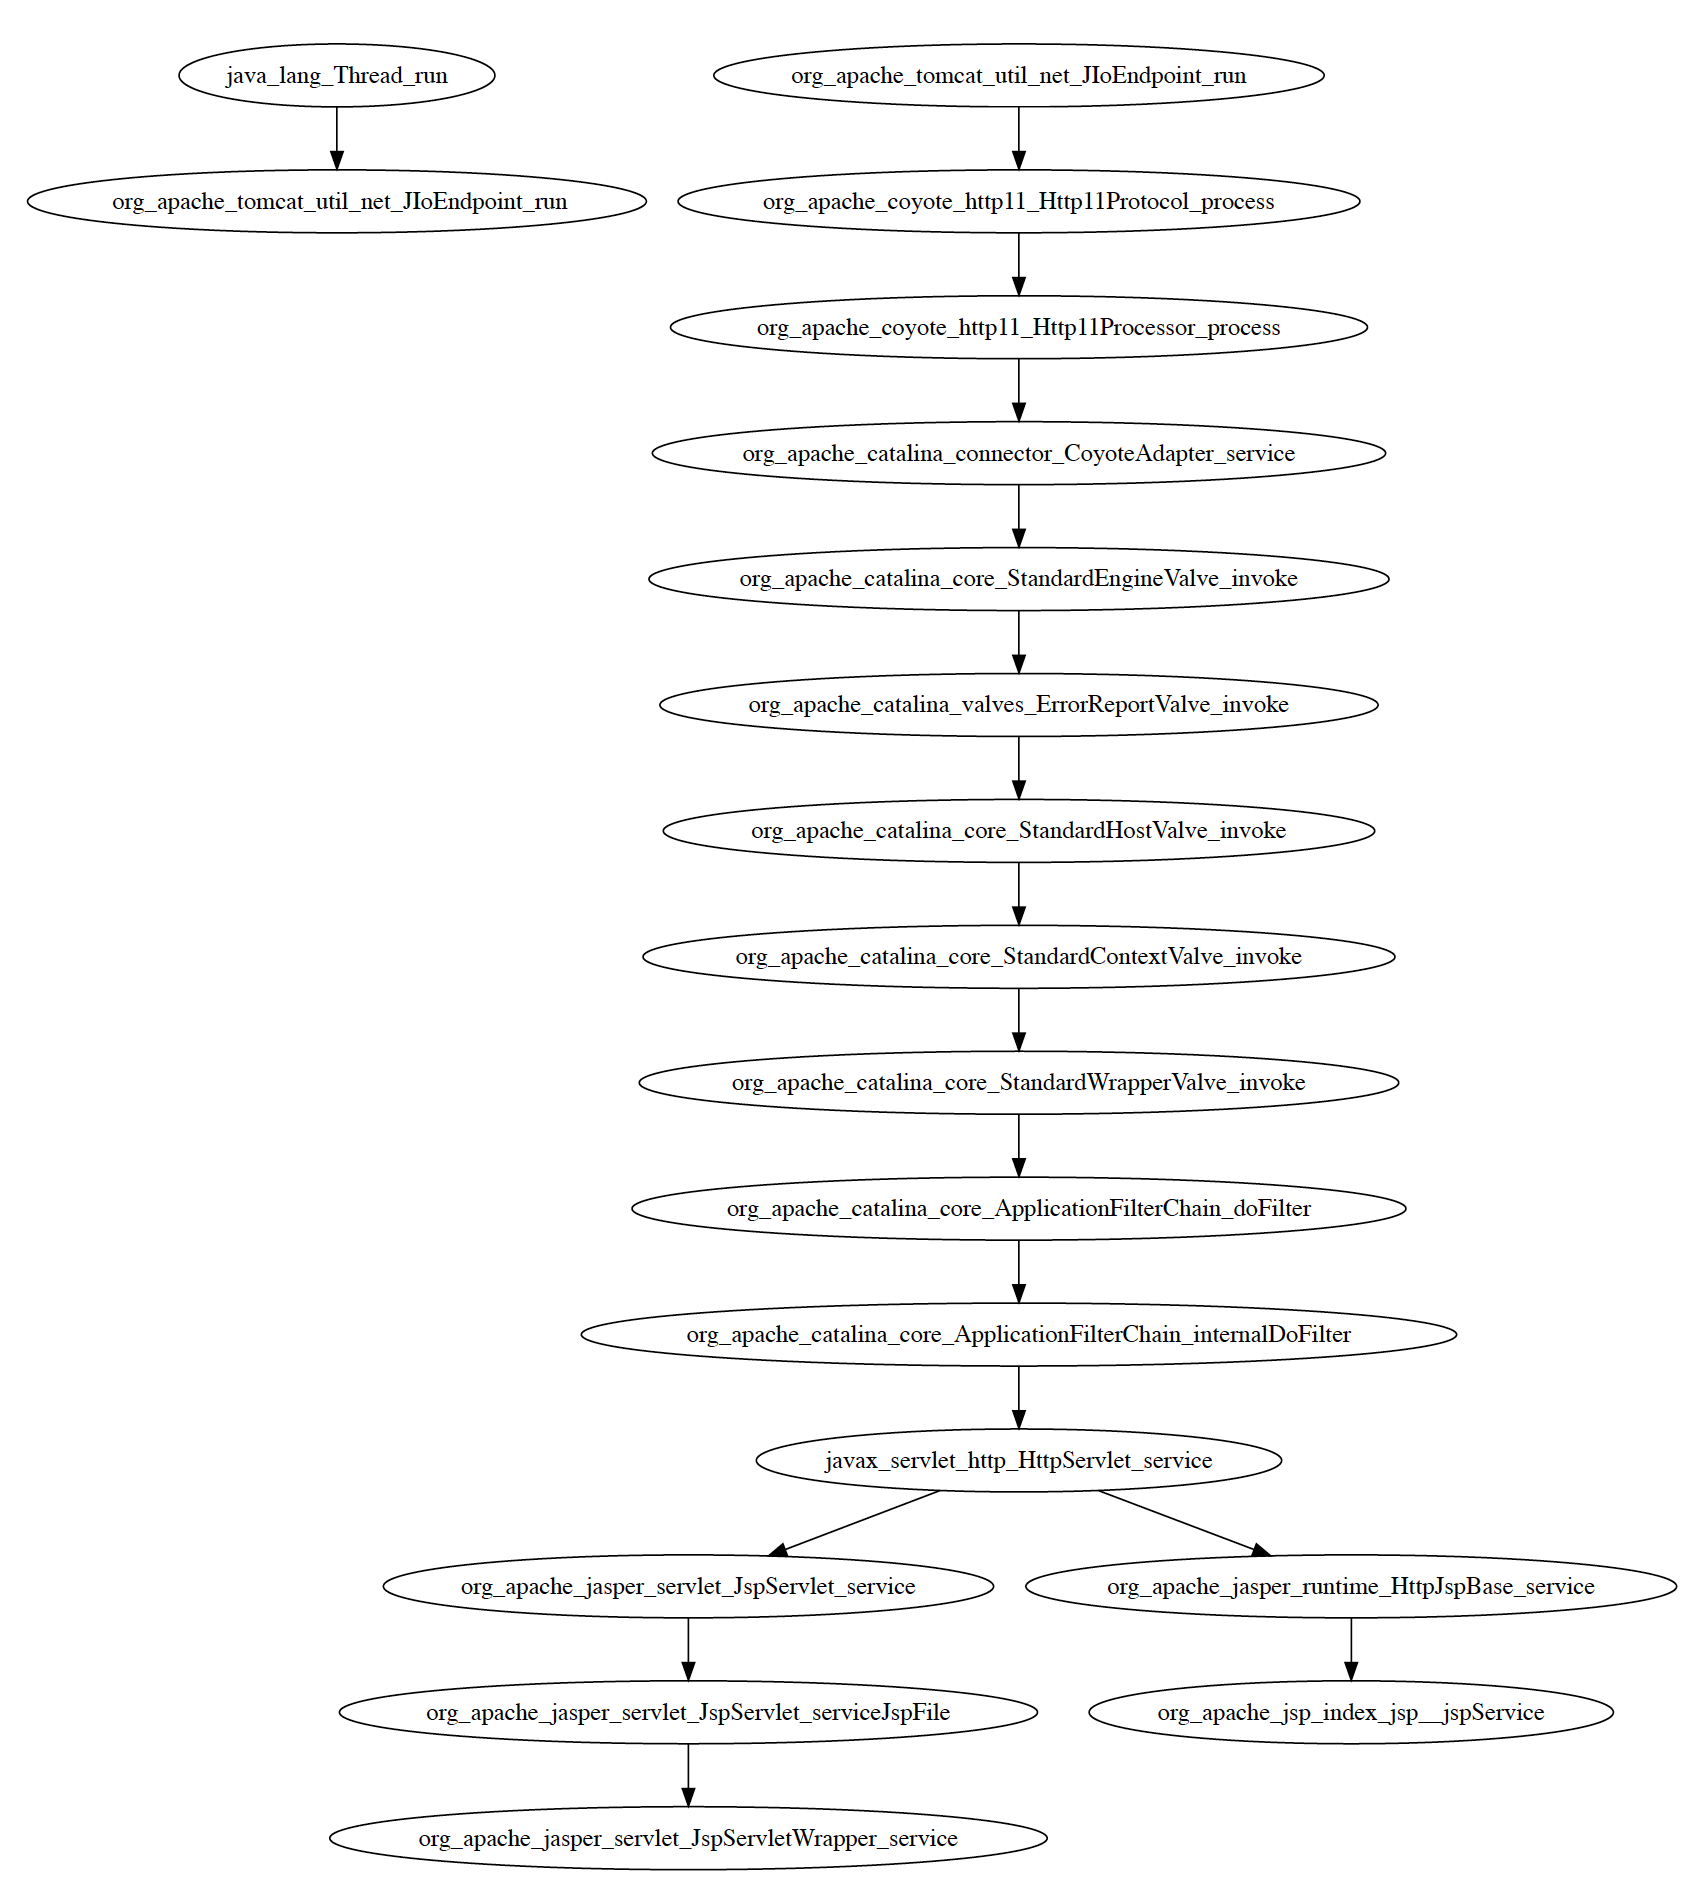 java_lang_Thread_run
org_apache_tomcat_util_net_JIoEndpoint_run
org_apache_tomcat_util_net_JIoEndpoint_run
org_apache_coyote_http11_Http11Protocol_process
org_apache_coyote_http11_Http11Processor_process
org_apache_catalina_connector_CoyoteAdapter_service
org_apache_catalina_core_StandardEngineValve_invoke
org_apache_catalina_valves_ErrorReportValve_invoke
org_apache_catalina_core_StandardHostValve_invoke
org_apache_catalina_core_StandardContextValve_invoke
org_apache_catalina_core_StandardWrapperValve_invoke
org_apache_catalina_core_ApplicationFilterChain_doFilter
org_apache_catalina_core_ApplicationFilterChain_internalDoFilter
javax_servlet_http_HttpServlet_service
org_apache_jasper_servlet_JspServlet_service
org_apache_jasper_runtime_HttpJspBase_service
org_apache_jasper_servlet_JspServlet_serviceJspFile
org_apache_jsp_index_jsp__jspService
org_apache_jasper_servlet_JspServletWrapper_service